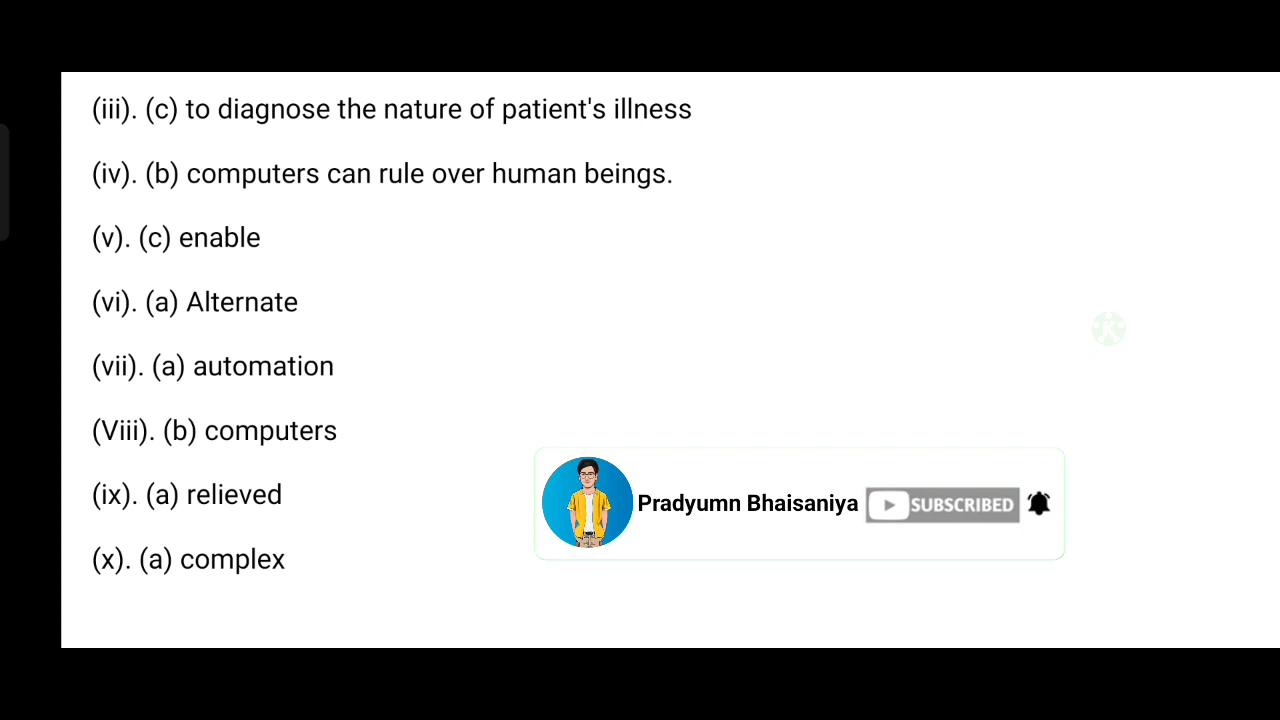 (iii). (c) to diagnose the nature of patient's illness
(iv). (b) computers can rule over human beings.
(v). (c) enable
(vi). (a) Alternate
(vii). (a) automation
(Viii). (b) computers
(ix). (a) relieved
Pradyumn Bhaisaniya SUBSCRIBED
(x). (a) complex
K